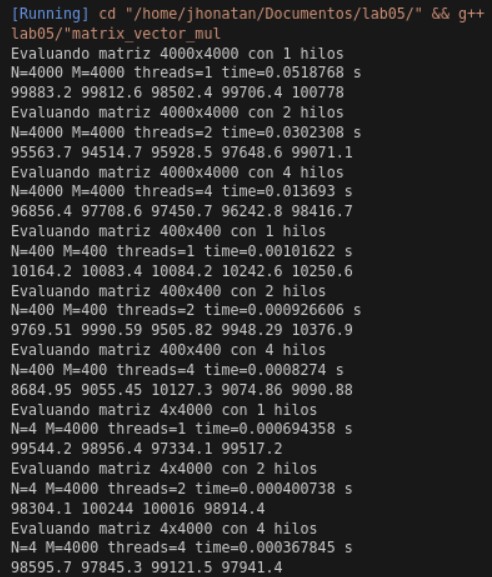 [Running] cd "/home/jhonatan/Documentos/lab05/" && g++
lab05/"matrix_vector_mul
Evaluando matriz 4000x4000 con 1 hilos
N=4000 M=4000 threads=1 time=0.0518768 s
99883.2 99812.6 98502.4 99706.4 100778
Evaluando matriz 4000x4000 con 2 hilos
N=4000 M=4000 threads=2 time=0.0302308 s
95563.7 94514.7 95928.5 97648.6 99071.1
Evaluando matriz 4000x4000 con 4 hilos
N=4000 M=4000 threads=4 time=0.013693 s
96856.4 97708.6 97450.7 96242.8 98416.7
Evaluando matriz 400x400 con 1 hilos
N=400 M=400 threads=1 time=0.00101622 s
10164.2 10083.4 10084.2 10242.6 10250.6
Evaluando matriz 400x400 con 2 hilos
N=400 M=400 threads=2 time=0.000926606 s
9769.51 9990.59 9505.82 9948.29 10376.9
Evaluando matriz 400x400 con 4 hilos
N=400 M=400 threads=4 time=0.0008274 s
8684.95 9055.45 10127.3 9074.86 9090.88
Evaluando matriz 4x4000 con 1 hilos
N=4 M=4000 threads=1 time=0.000694358 s
99544.2 98956.4 97334.1 99517.2
Evaluando matriz 4x4000 con 2 hilos
N=4 M=4000 threads=2 time=0.000400738 s
98304.1 100244 100016 98914.4
Evaluando matriz 4x4000 con 4 hilos
N=4 M=4000 threads=4 time=0.000367845 s
98595.7 97845.3 99121.5 97941.4